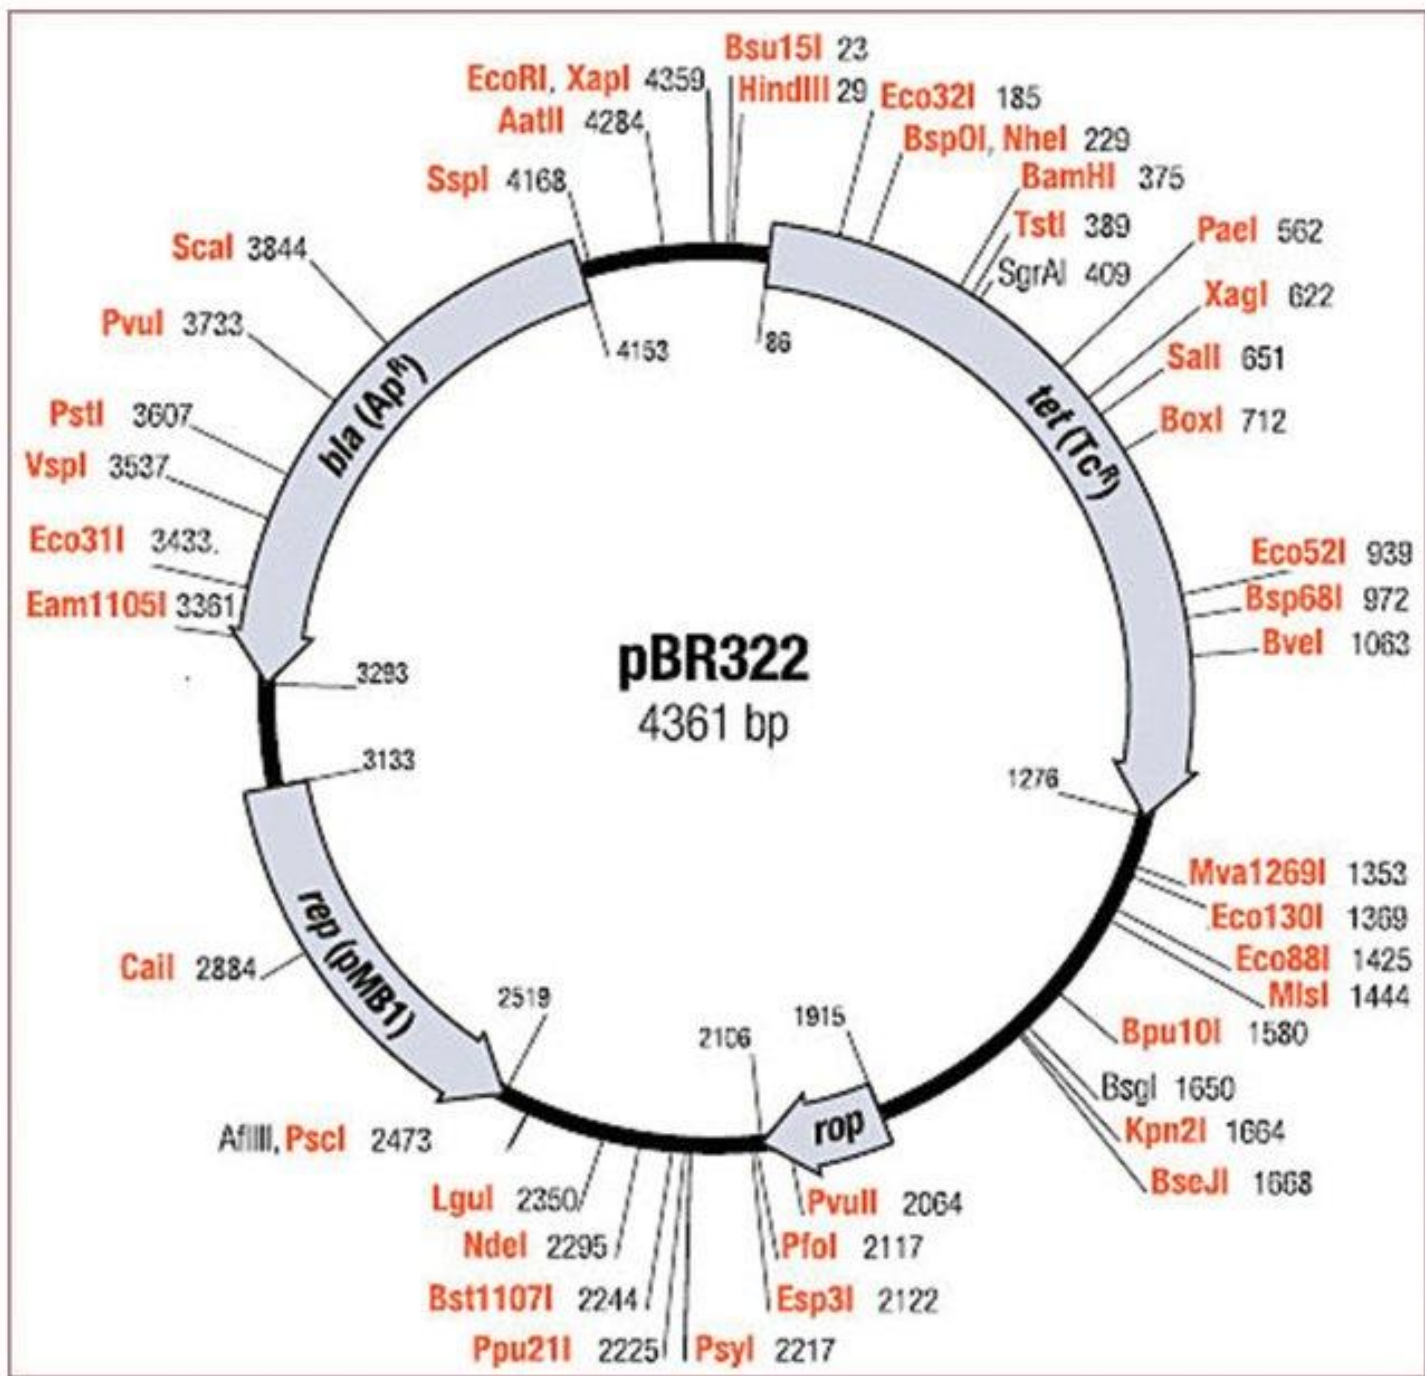 Bsu15I 23
EcoRI, XapI 4359
HindIII 29
Eco32I 185
AatII 4284
BspOI, NheI 229
SspI 4168
BamHI 375
TstI 389
PaeI 562
ScaI 3844
SgrAI 409
XagI 622
PvuI 3733
4153
86
SalI 651
bla (ApR)
tet (TcR)
PstI 3607
BoxI 712
VspI 3537
Eco31I 3433
Eco52I 939
Eam1105I 3361
Bsp68I 972
BveI 1063
pBR322
4361 bp
3293
3133
1276
Mva1269I 1353
Eco130I 1369
rep (pMB1)
CaiI 2884
Eco88I 1425
MlsI 1444
2519
1915
2106
Bpu10I 1580
BsgI 1650
rop
AflIII, PscI 2473
Kpn2I 1664
BseJI 1668
LguI 2350
PvuII 2064
NdeI 2295
PfoI 2117
Bst1107I 2244
Esp3I 2122
Ppu21I 2225
PsyI 2217